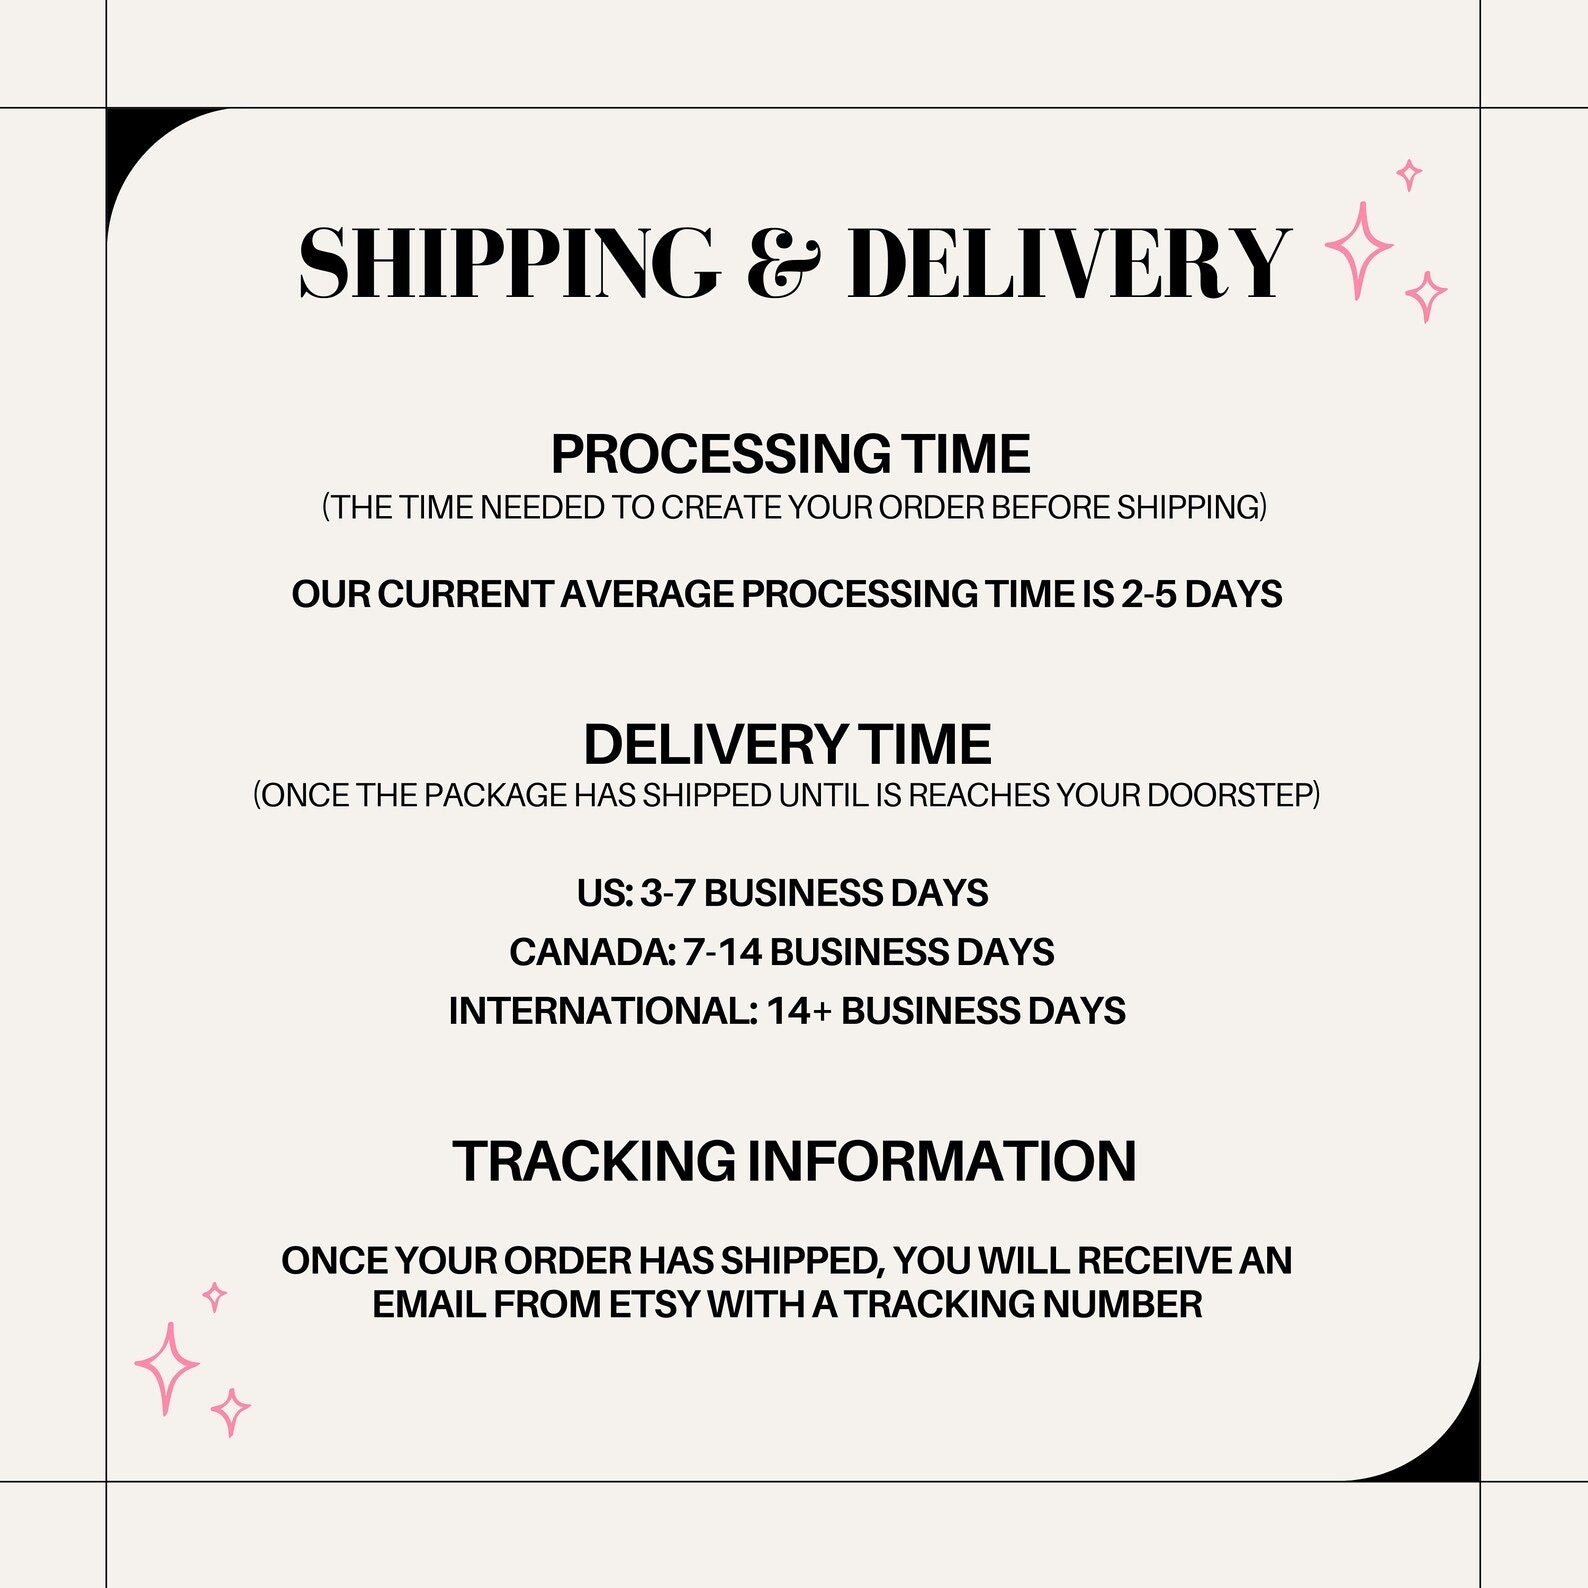 SHIPPING & DELIVERY
PROCESSING TIME
(THE TIME NEEDED TO CREATE YOUR ORDER BEFORE SHIPPING)
OUR CURRENT AVERAGE PROCESSING TIME IS 2-5 DAYS
DELIVERY TIME
(ONCE THE PACKAGE HAS SHIPPED UNTIL IS REACHES YOUR DOORSTEP)
US: 3-7 BUSINESS DAYS
CANADA: 7-14 BUSINESS DAYS
INTERNATIONAL: 14+ BUSINESS DAYS
TRACKING INFORMATION
ONCE YOUR ORDER HAS SHIPPED, YOU WILL RECEIVE AN
EMAIL FROM ETSY WITH A TRACKING NUMBER